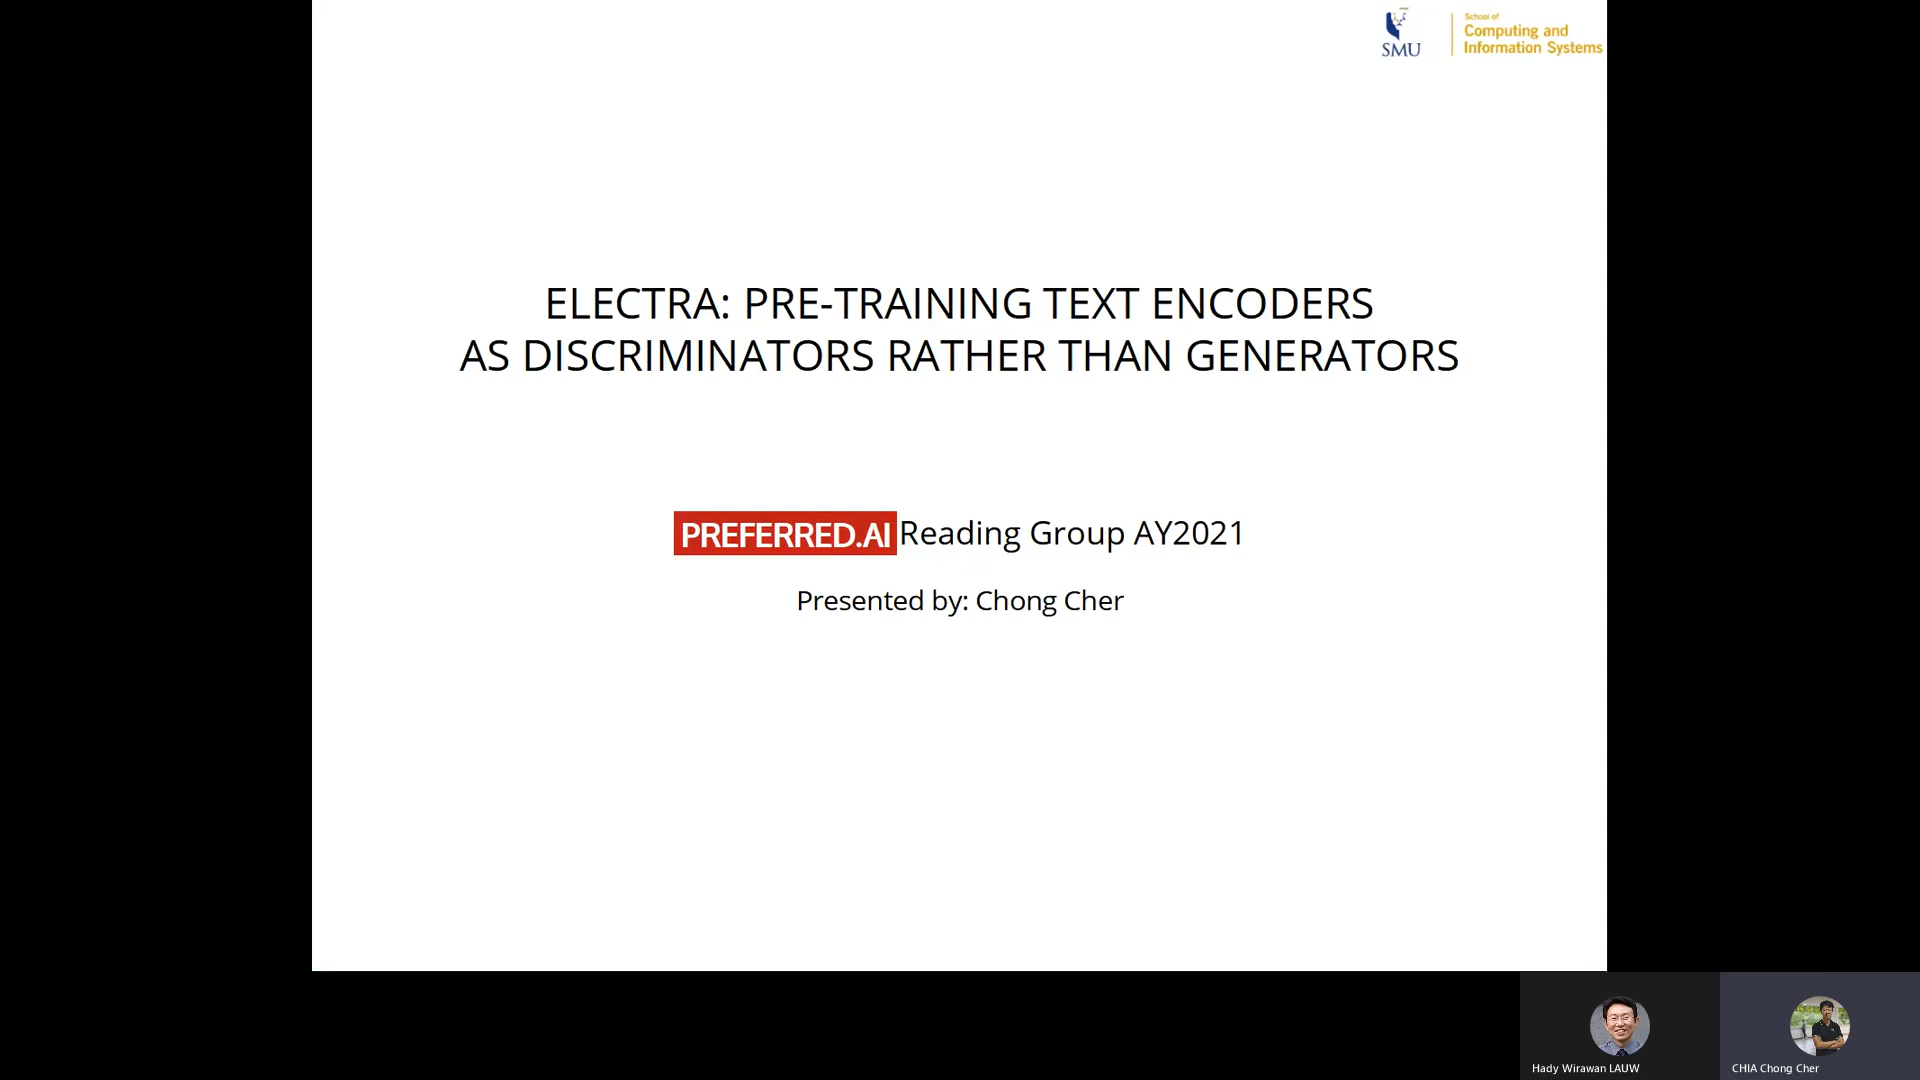 SMU
School of
Computing and
Information Systems
ELECTRA: PRE-TRAINING TEXT ENCODERS
AS DISCRIMINATORS RATHER THAN GENERATORS
PREFERRED.AI Reading Group AY2021
Presented by: Chong Cher
Hady Wirawan LAUW
CHIA Chong Cher